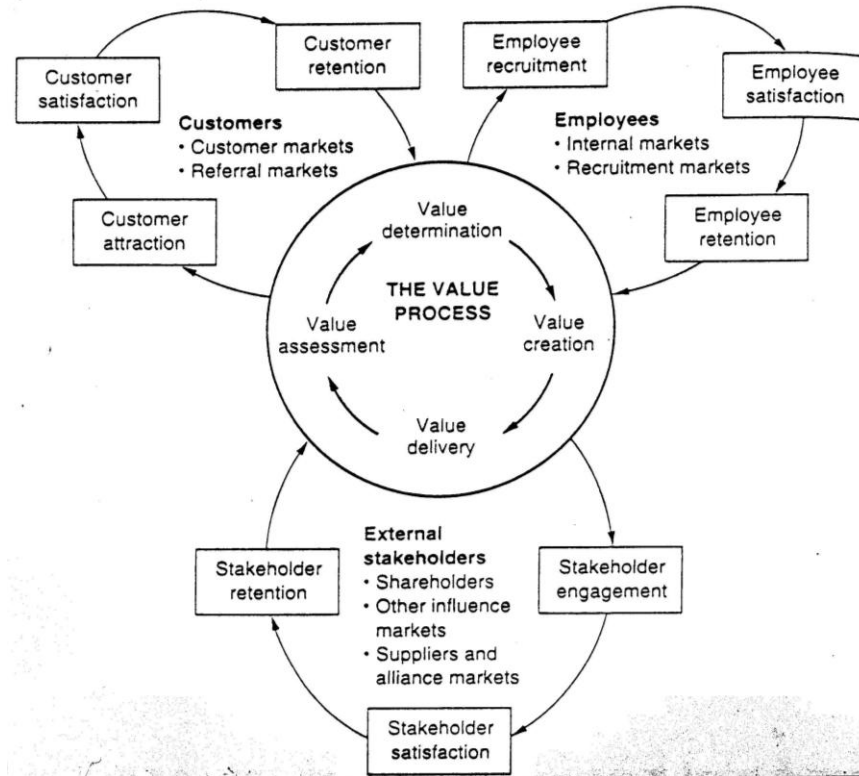 Customer
retention
Employee
recruitment
Customer
satisfaction
Employee
satisfaction
Customers
• Customer markets
• Referral markets
Employees
• Internal markets
• Recruitment markets
Customer
attraction
Employee
retention
Value
determination
THE VALUE
PROCESS
Value
assessment
Value
creation
Value
delivery
External
stakeholders
• Shareholders
• Other influence
markets
• Suppliers and
alliance markets
Stakeholder
retention
Stakeholder
engagement
Stakeholder
satisfaction